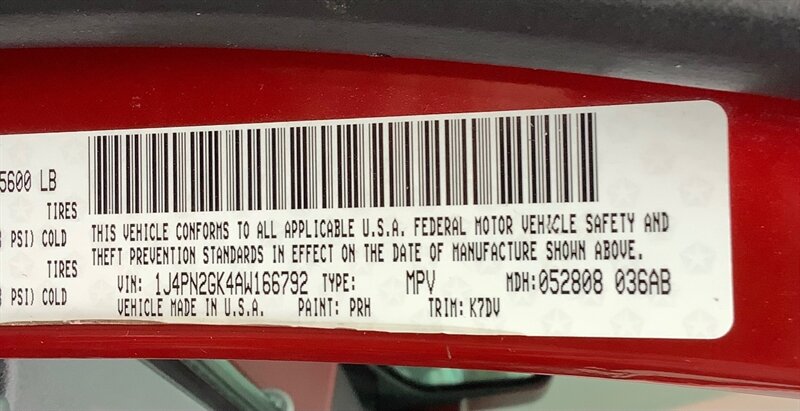 5600 LB
TIRES
PSI) COLD
TIRES
PSI) COLD
THIS VEHICLE CONFORMS TO ALL APPLICABLE U.S.A. FEDERAL MOTOR VEHICLE SAFETY AND
THEFT PREVENTION STANDARDS IN EFFECT ON THE DATE OF MANUFACTURE SHOWN ABOVE.
VIN: 1J4PN2GK4AW166792 TYPE: MPV MDH:052808 036AB
VEHICLE MADE IN U.S.A. PAINT: PRH TRIM: K7DV